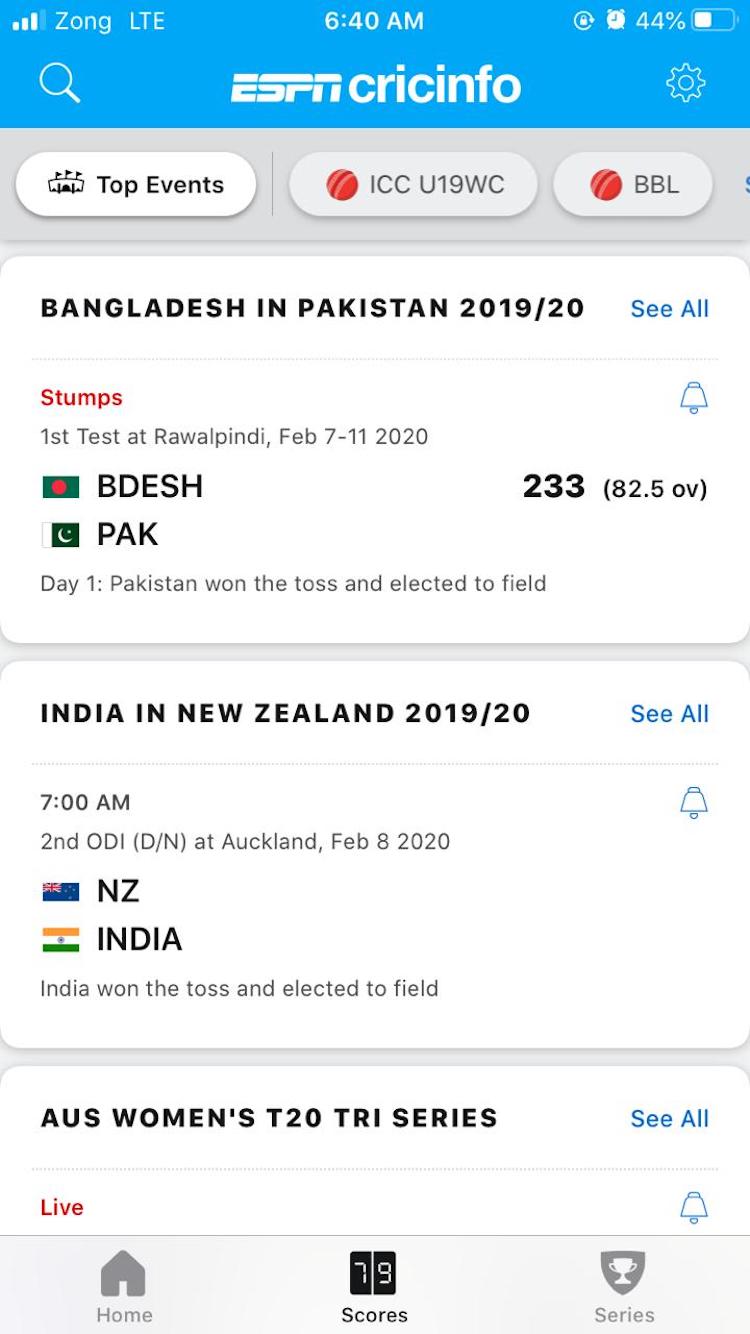 Zong LTE 6:40 AM 44%
ESPN cricinfo
Top Events ICC U19WC BBL
BANGLADESH IN PAKISTAN 2019/20 See All
Stumps
1st Test at Rawalpindi, Feb 7-11 2020
BDESH 233 (82.5 ov)
PAK
Day 1: Pakistan won the toss and elected to field
INDIA IN NEW ZEALAND 2019/20 See All
7:00 AM
2nd ODI (D/N) at Auckland, Feb 8 2020
NZ
INDIA
India won the toss and elected to field
AUS WOMEN'S T20 TRI SERIES See All
Live
79
Home Scores Series